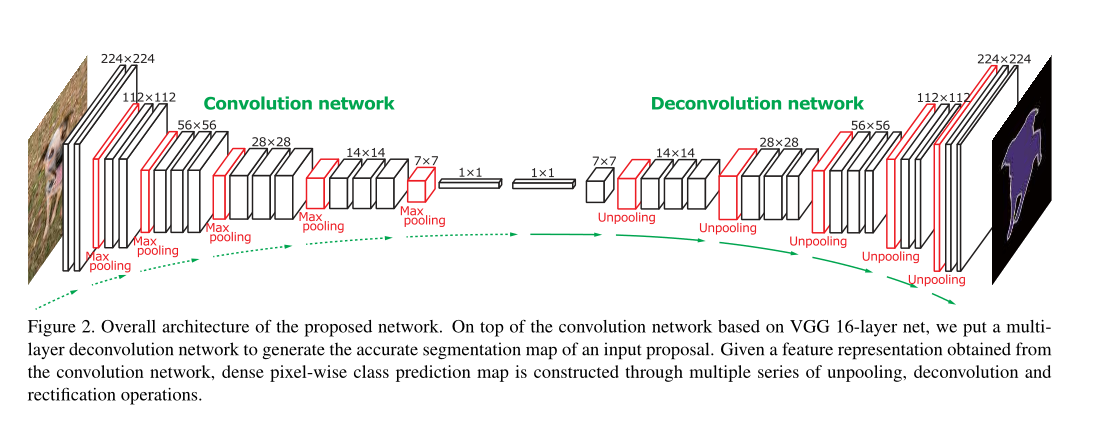 224×224
112×112
56×56
28×28
14×14
7×7
1×1
1×1
7×7
14×14
28×28
56×56
112×112
224×224
Convolution network
Deconvolution network
Max
pooling
Max
pooling
Max
pooling
Max
pooling
Max
pooling
Unpooling
Unpooling
Unpooling
Unpooling
Unpooling
Figure 2. Overall architecture of the proposed network. On top of the convolution network based on VGG 16-layer net, we put a multi-
layer deconvolution network to generate the accurate segmentation map of an input proposal. Given a feature representation obtained from
the convolution network, dense pixel-wise class prediction map is constructed through multiple series of unpooling, deconvolution and
rectification operations.